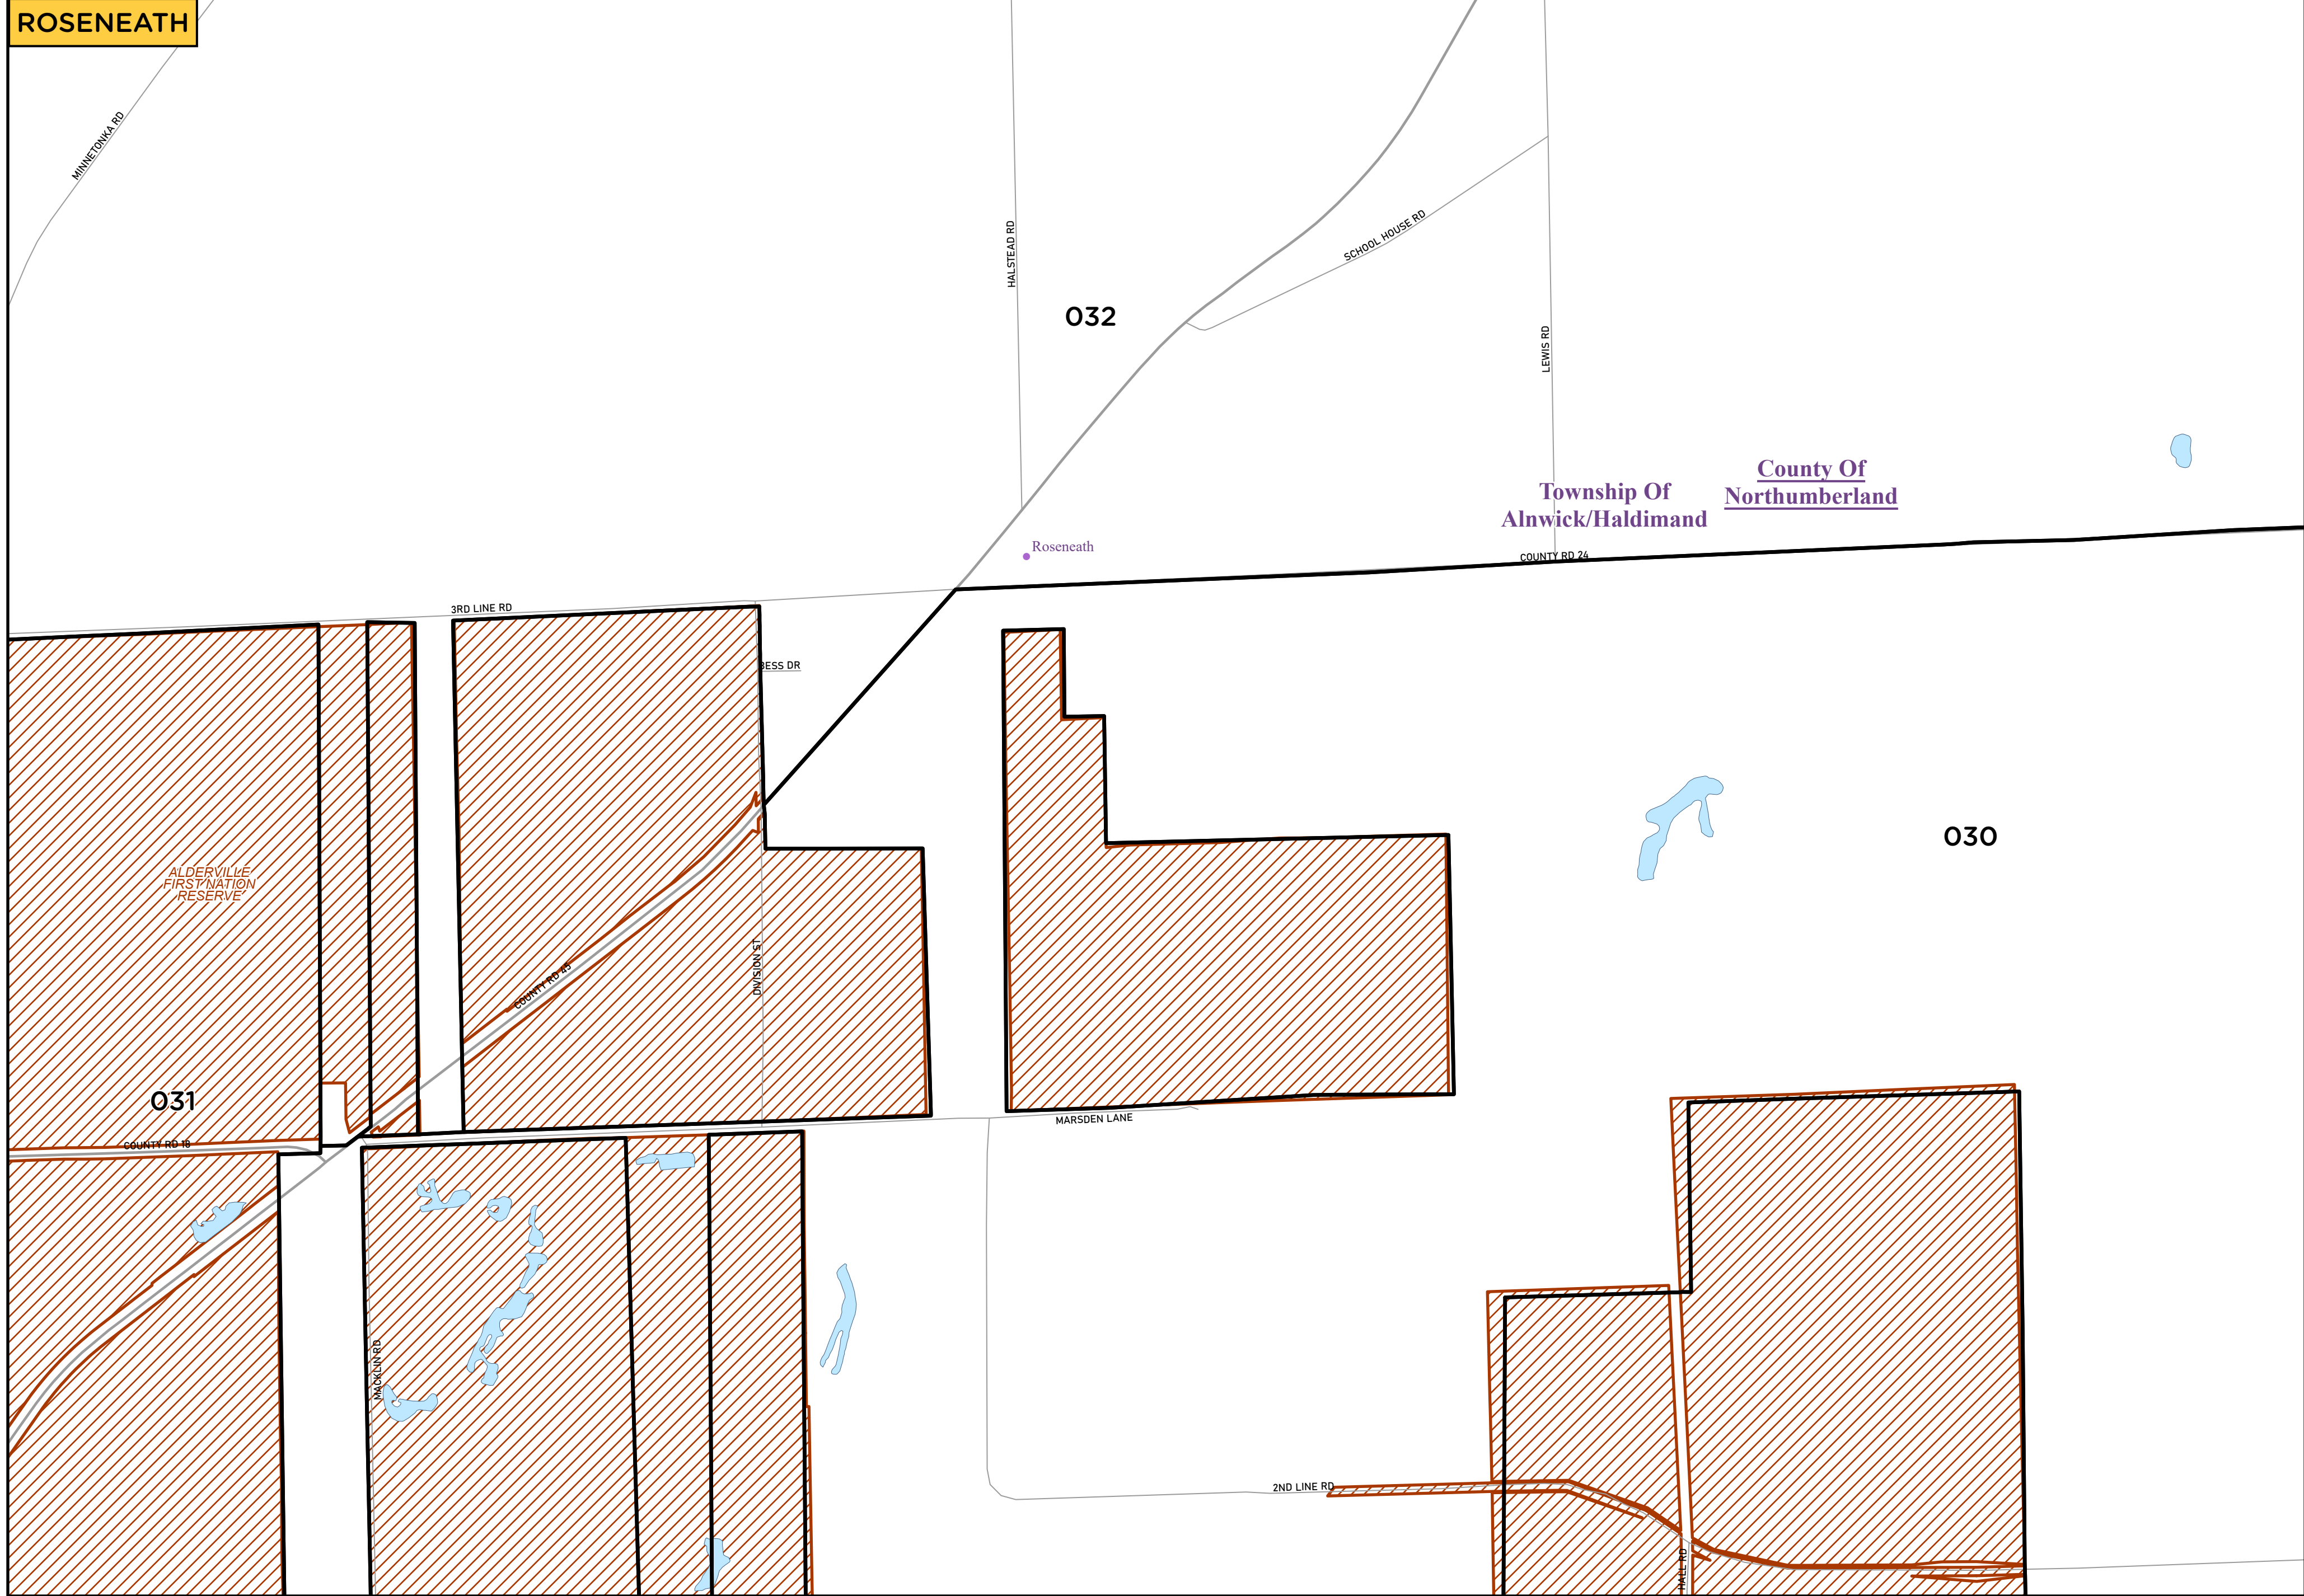 ROSENEATH
MINNETONKA RD
HALSTEAD RD
SCHOOL HOUSE RD
032
LEWIS RD
County Of
Northumberland
Township Of
Alnwick/Haldimand
Roseneath
COUNTY RD 24
3RD LINE RD
BESS DR
030
ALDERVILLE
FIRST NATION
RESERVE
COUNTY RD 45
DIVISION ST
031
MARSDEN LANE
COUNTY RD 18
MACKLIN RD
2ND LINE RD
HALL RD